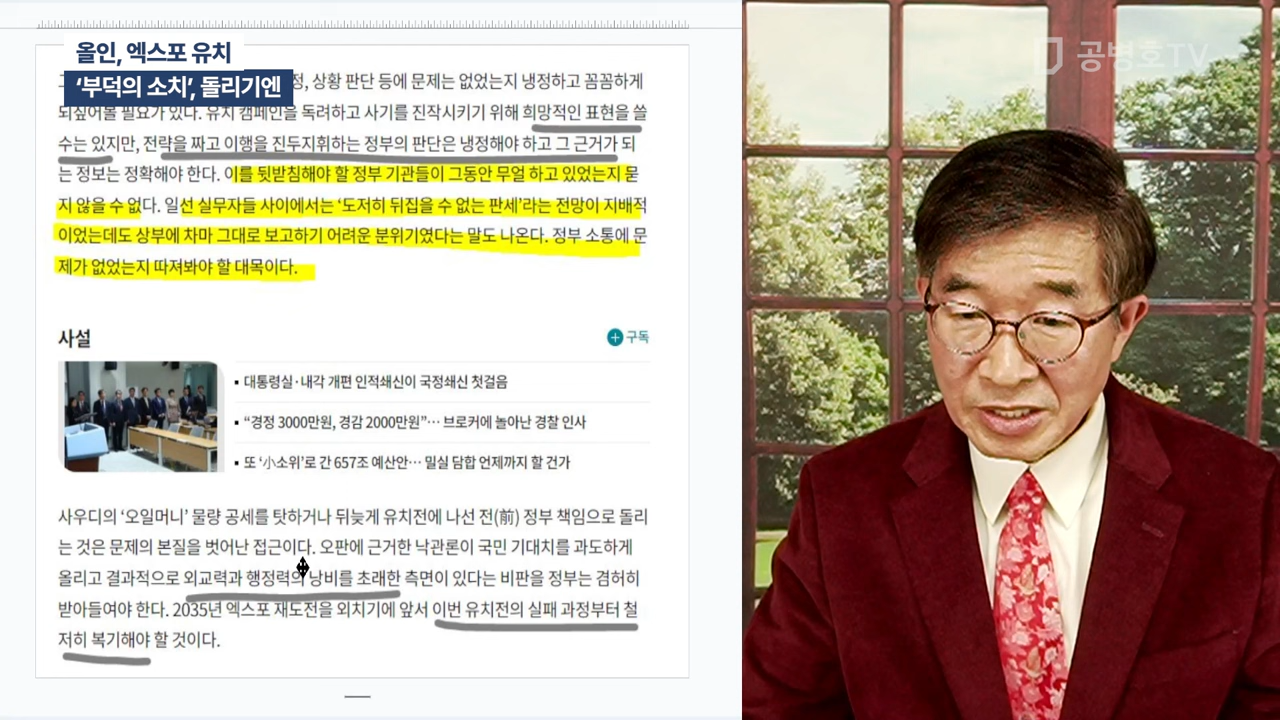 올인, 엑스포 유치
‘부덕의 소치’, 돌리기엔
공병호TV
정, 상황 판단 등에 문제는 없었는지 냉정하고 꼼꼼하게
되짚어볼 필요가 있다. 유치 캠페인을 독려하고 사기를 진작시키기 위해 희망적인 표현을 쓸
수는 있지만, 전략을 짜고 이행을 진두지휘하는 정부의 판단은 냉정해야 하고 그 근거가 되
는 정보는 정확해야 한다. 이를 뒷받침해야 할 정부 기관들이 그동안 무얼 하고 있었는지 묻
지 않을 수 없다. 일선 실무자들 사이에서는 ‘도저히 뒤집을 수 없는 판세’라는 전망이 지배적
이었는데도 상부에 차마 그대로 보고하기 어려운 분위기였다는 말도 나온다. 정부 소통에 문
제가 없었는지 따져봐야 할 대목이다.
사설
+ 구독
▪ 대통령실·내각 개편 인적쇄신이 국정쇄신 첫걸음
▪ “경정 3000만원, 경감 2000만원”… 브로커에 놀아난 경찰 인사
▪ 또 ‘小소위’로 간 657조 예산안… 밀실 담합 언제까지 할 건가
사우디의 ‘오일머니’ 물량 공세를 탓하거나 뒤늦게 유치전에 나선 전(前) 정부 책임으로 돌리
는 것은 문제의 본질을 벗어난 접근이다. 오판에 근거한 낙관론이 국민 기대치를 과도하게
올리고 결과적으로 외교력과 행정력의 낭비를 초래한 측면이 있다는 비판을 정부는 겸허히
받아들여야 한다. 2035년 엑스포 재도전을 외치기에 앞서 이번 유치전의 실패 과정부터 철
저히 복기해야 할 것이다.